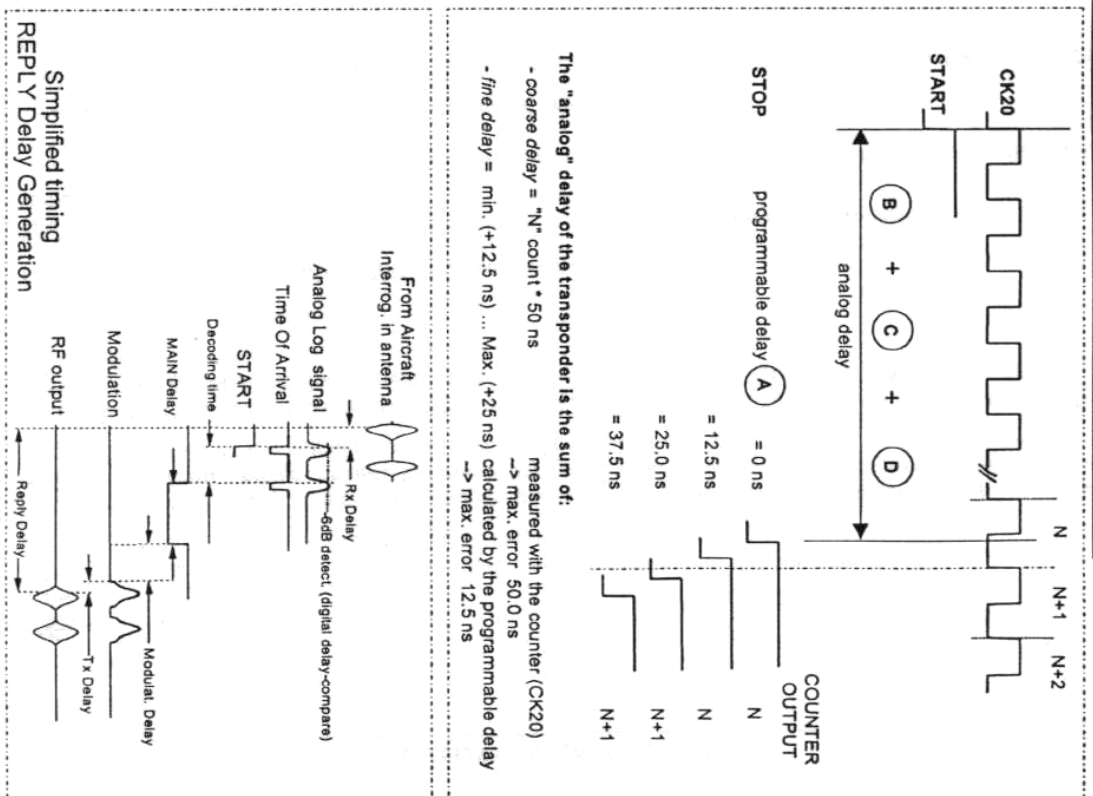 CK20
N
N+1
N+2
START
B + C + D
analog delay
COUNTER
OUTPUT
STOP
programmable delay A = 0 ns
N
= 12.5 ns
N
= 25.0 ns
N+1
= 37.5 ns
N+1
The "analog" delay of the transponder is the sum of:
- coarse delay = "N" count * 50 ns
measured with the counter (CK20)
--> max. error 50.0 ns
- fine delay = min. (+12.5 ns) ... Max. (+25 ns) calculated by the programmable delay
--> max. error 12.5 ns
From Aircraft
Interrog. in antenna
Rx Delay
Analog Log signal
-6dB detect. (digital delay-compare)
Time Of Arrival
START
Decoding time
MAIN Delay
Modulat. Delay
Modulation
Tx Delay
RF output
Reply Delay
Simplified timing
REPLY Delay Generation